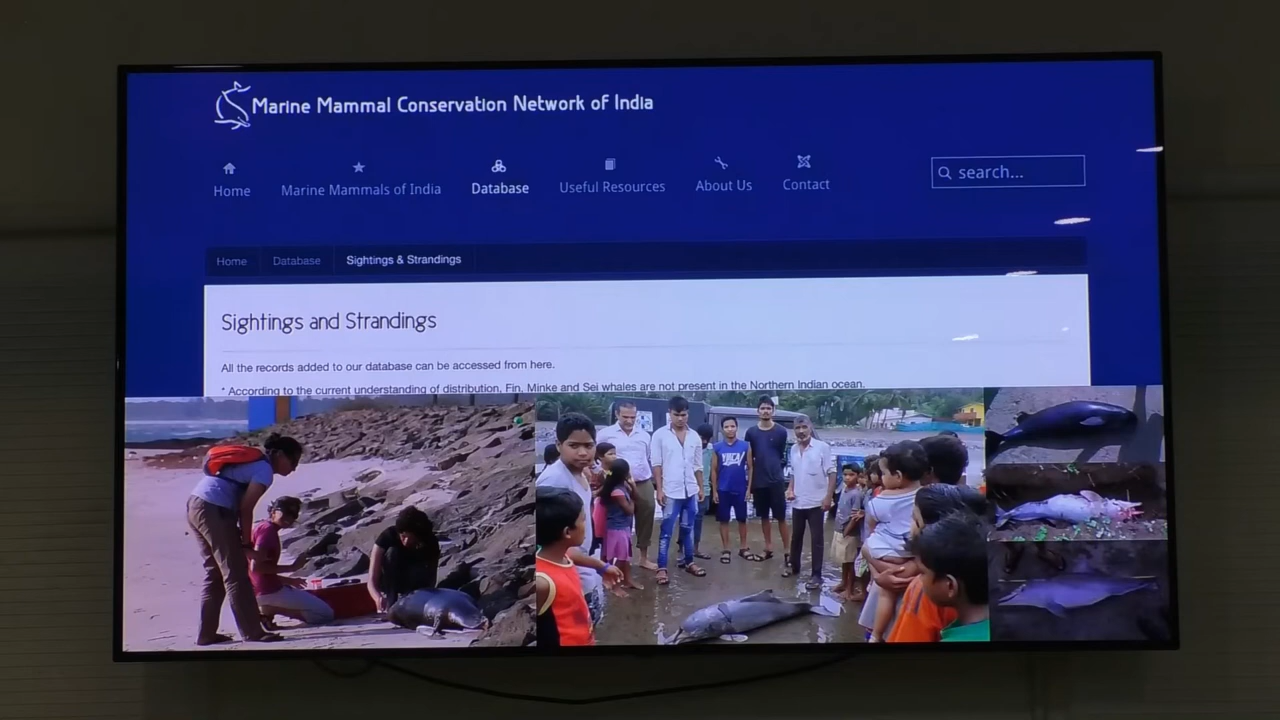 Marine Mammal Conservation Network of India
Home Marine Mammals of India Database Useful Resources About Us Contact
search...
Home Database Sightings & Strandings
Sightings and Strandings
All the records added to our database can be accessed from here.
* According to the current understanding of distribution, Fin, Minke and Sei whales are not present in the Northern Indian ocean.